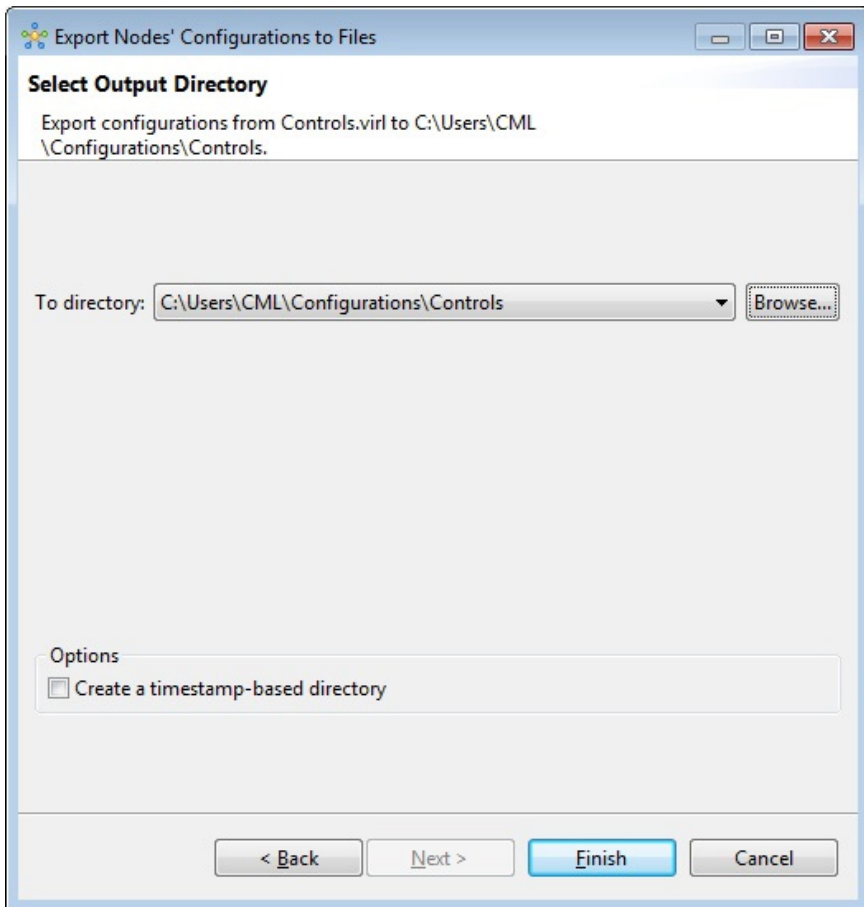 Export Nodes' Configurations to Files
Select Output Directory
Export configurations from Controls.virl to C:\Users\CML
\Configurations\Controls.
To directory: C:\Users\CML\Configurations\Controls Browse...
Options
Create a timestamp-based directory
< Back Next > Finish Cancel